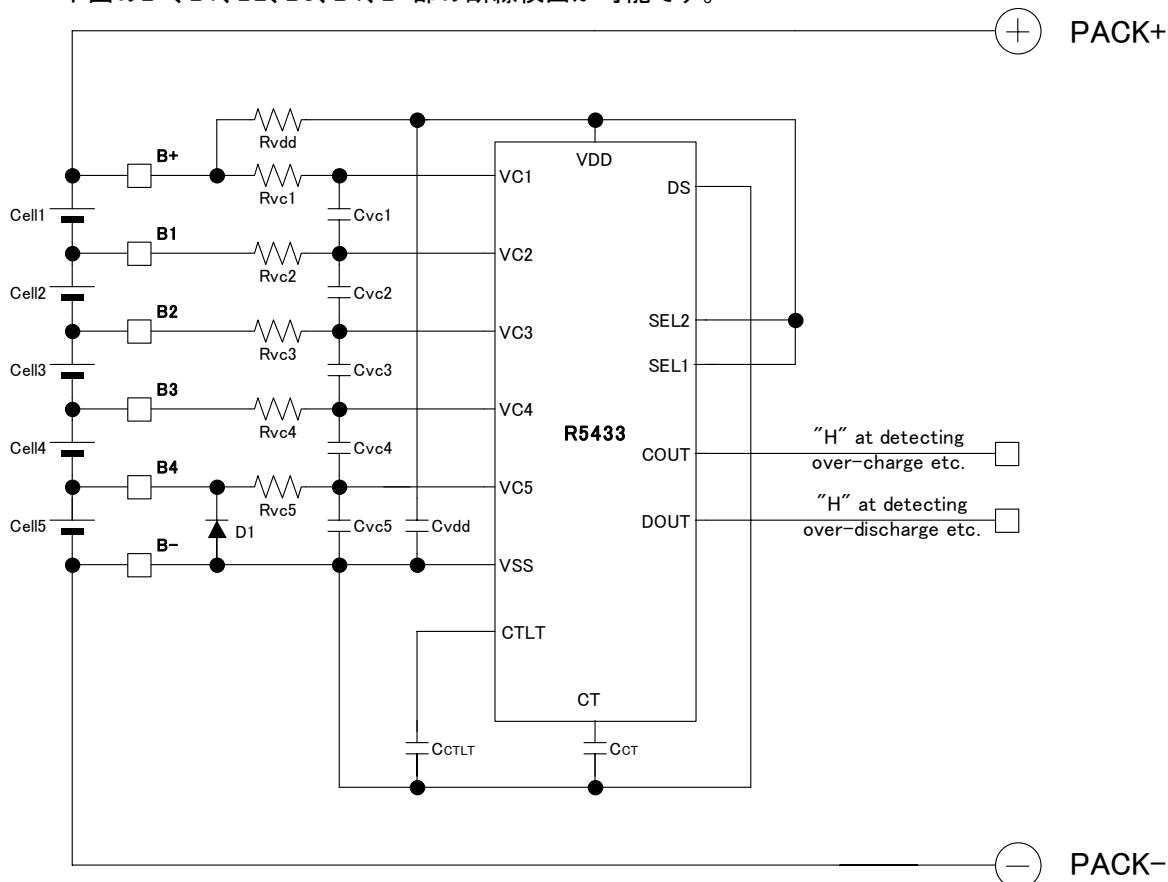 PACK+
Rvdd
VDD
B+
Rvc1
VC1
DS
Cell1
Cvc1
B1
Rvc2
VC2
Cell2
Cvc2
B2
Rvc3
VC3
SEL2
Cell3
Cvc3
SEL1
B3
Rvc4
VC4
R5433
Cell4
Cvc4
COUT
"H" at detecting
over-charge etc.
B4
Rvc5
VC5
Cell5
D1
Cvc5
Cvdd
DOUT
"H" at detecting
over-discharge etc.
B-
VSS
CTLT
CT
CCTLT
CCT
PACK-